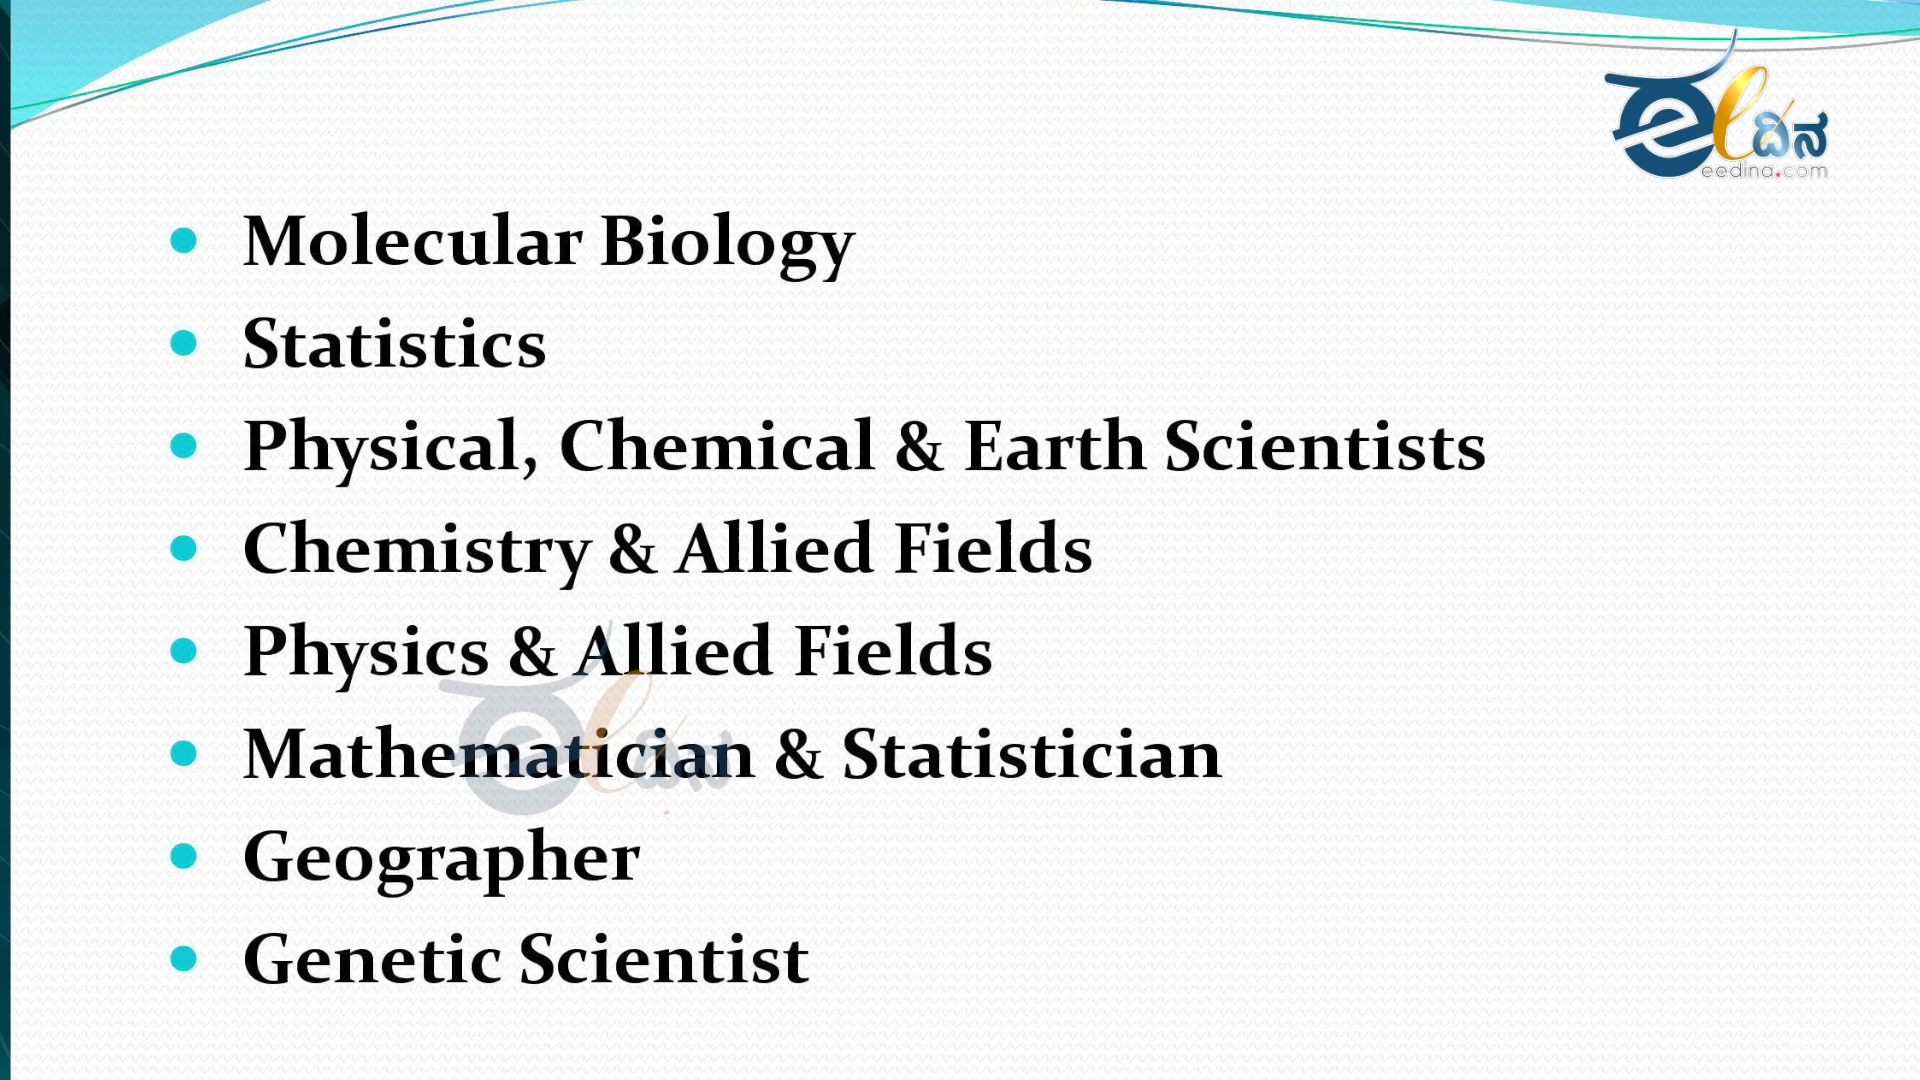 ಈ ದಿನ
eedina.com
Molecular Biology
Statistics
Physical, Chemical & Earth Scientists
Chemistry & Allied Fields
Physics & Allied Fields
Mathematician & Statistician
ಈ ದಿನ
Geographer
Genetic Scientist